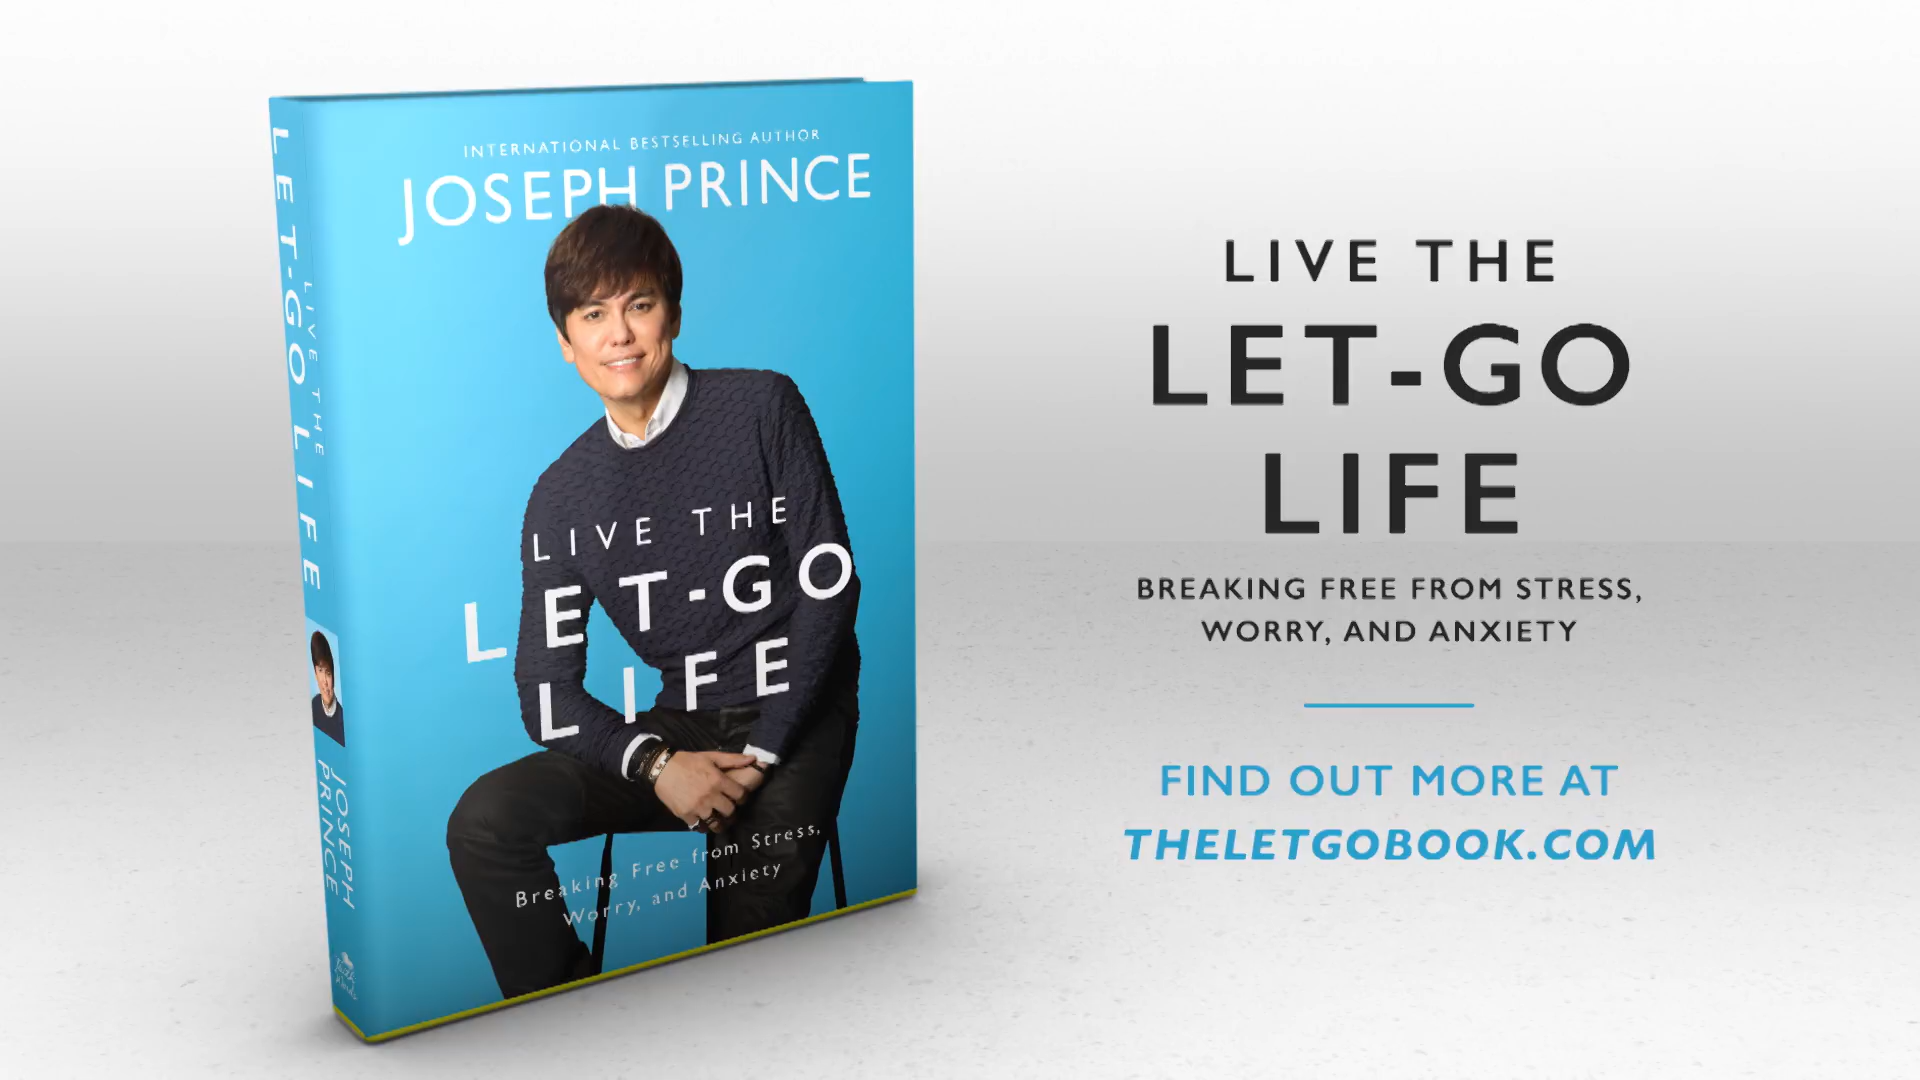 INTERNATIONAL BESTSELLING AUTHOR
JOSEPH PRINCE
LIVE THE
LET-GO
LIFE
Breaking Free from Stress,
Worry, and Anxiety
LIVE THE
LET-GO LIFE
JOSEPH
PRINCE
Faith
Words
LIVE THE
LET-GO
LIFE
BREAKING FREE FROM STRESS,
WORRY, AND ANXIETY
FIND OUT MORE AT
THELETGOBOOK.COM